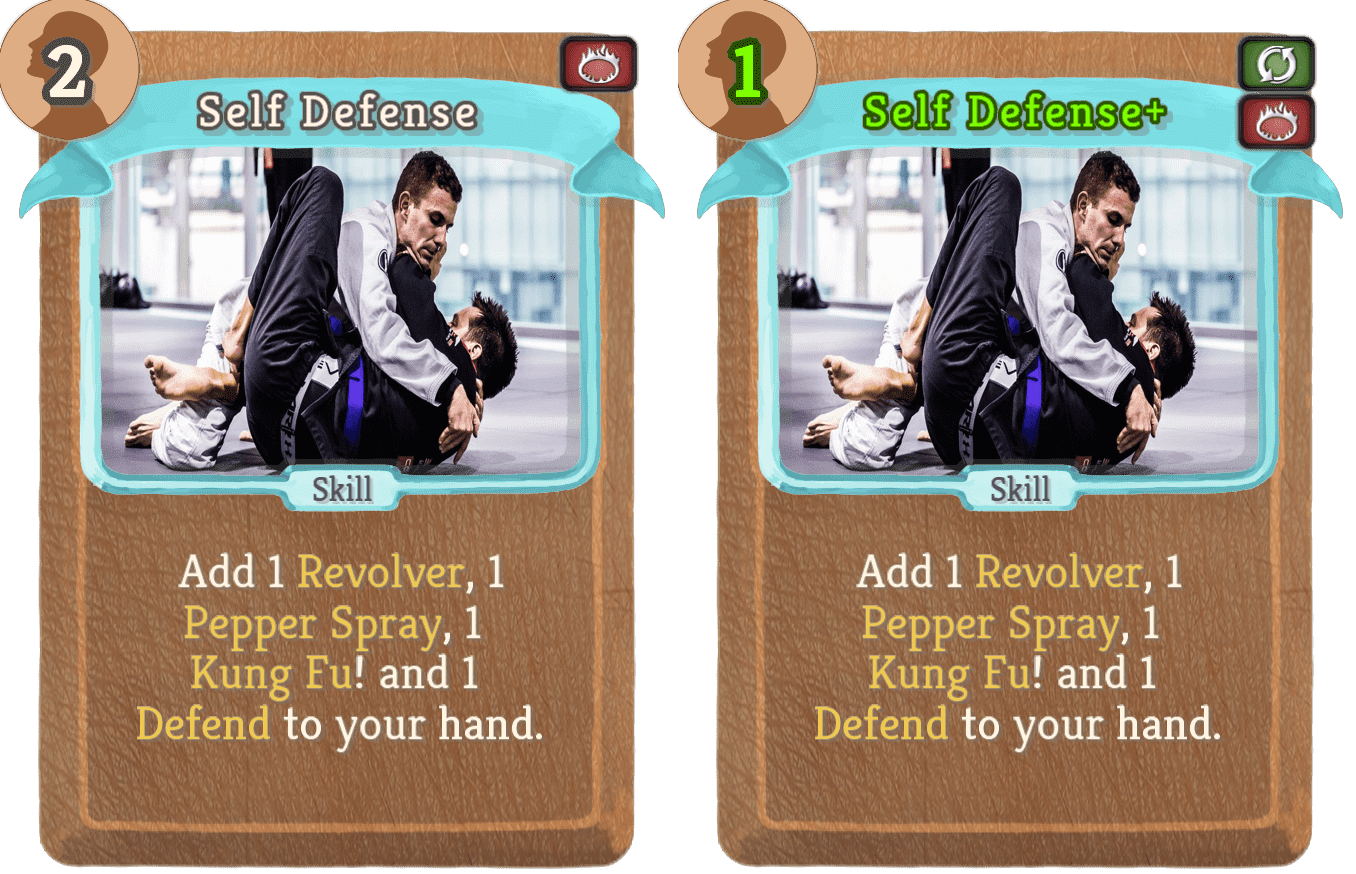 2
Self Defense
Skill
Add 1 Revolver, 1
Pepper Spray, 1
Kung Fu! and 1
Defend to your hand.
1
Self Defense+
Skill
Add 1 Revolver, 1
Pepper Spray, 1
Kung Fu! and 1
Defend to your hand.